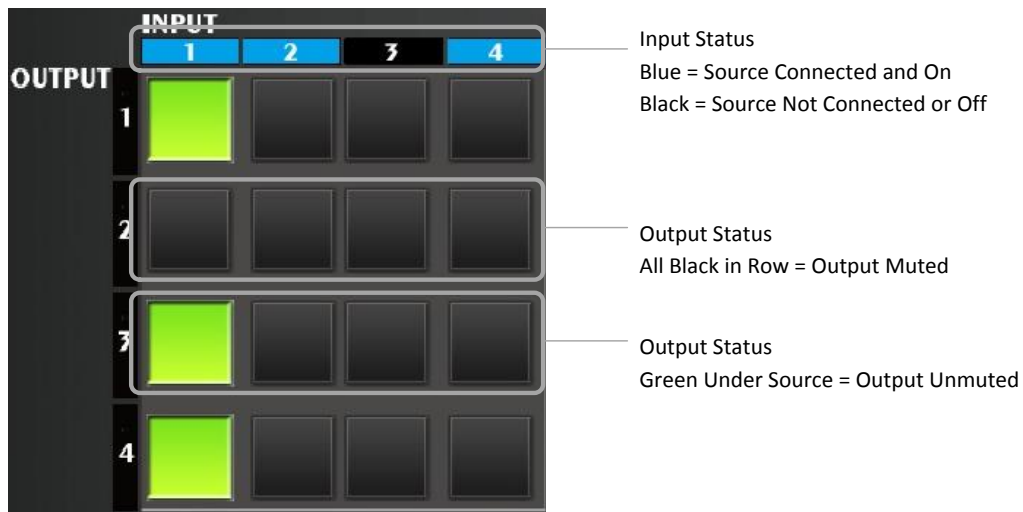 INPUT
1 2 3 4
OUTPUT
1
2
3
4
Input Status
Blue = Source Connected and On
Black = Source Not Connected or Off
Output Status
All Black in Row = Output Muted
Output Status
Green Under Source = Output Unmuted